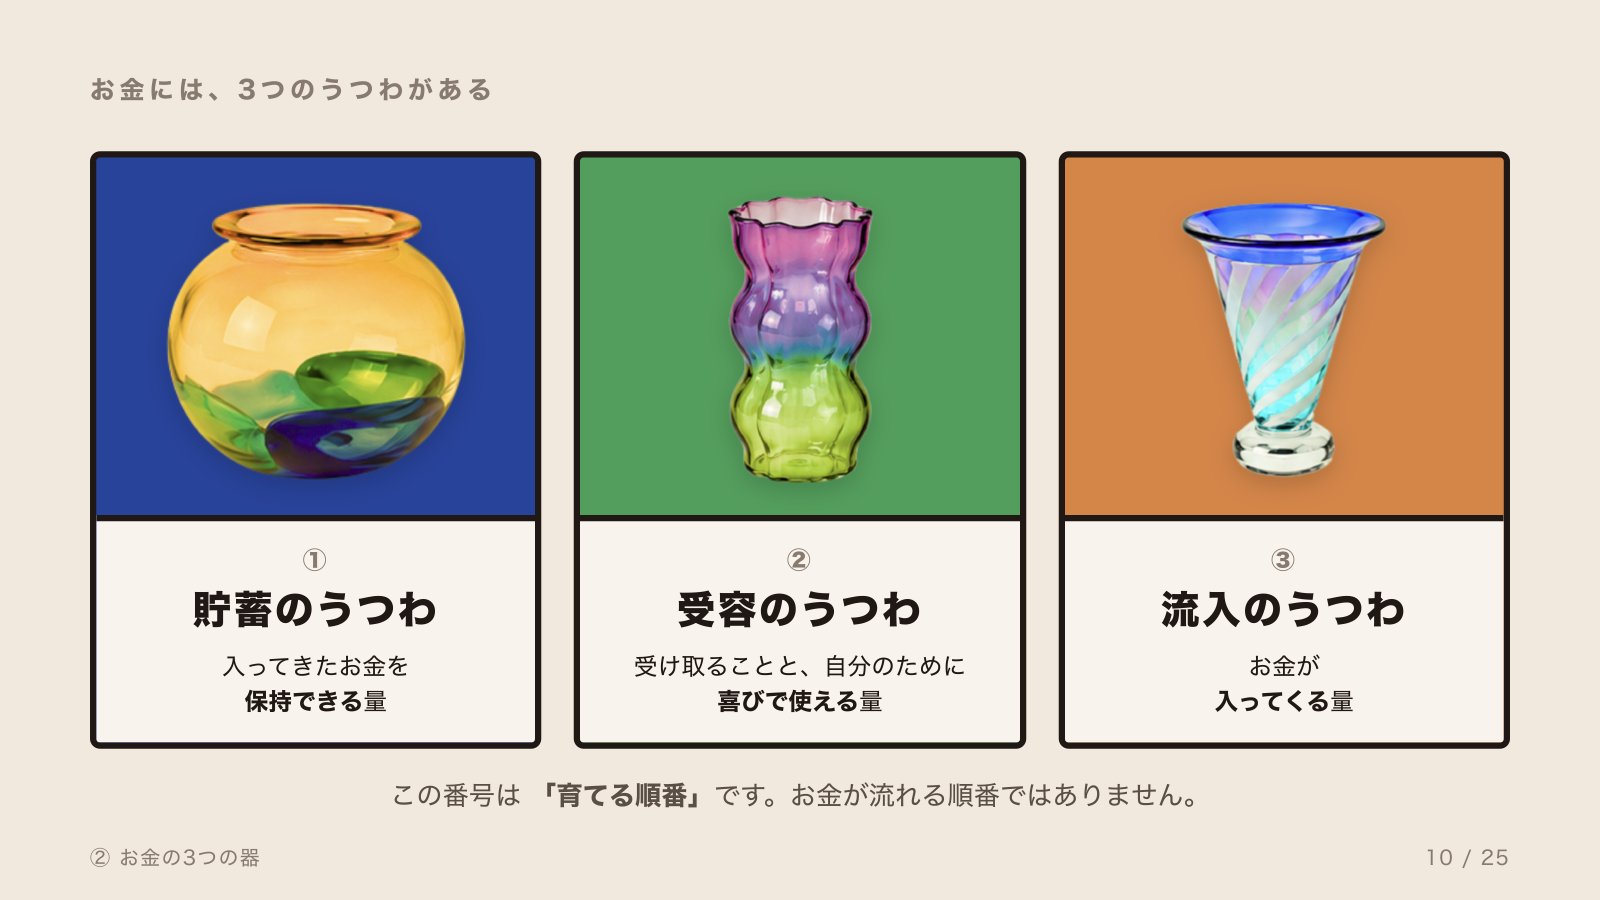 お金には、3つのうつわがある
①
貯蓄のうつわ
入ってきたお金を
保持できる量
②
受容のうつわ
受け取ることと、自分のために
喜びで使える量
③
流入のうつわ
お金が
入ってくる量
この番号は「育てる順番」です。お金が流れる順番ではありません。
② お金の3つの器
10 / 25